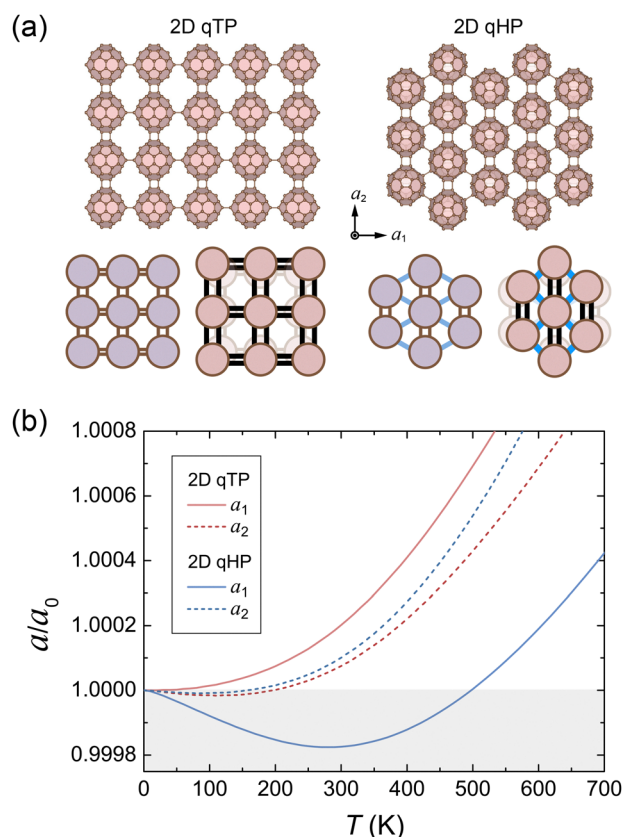 (a)
2D qTP
2D qHP
a₂
a₁
(b)
1.0008
1.0006
1.0004
1.0002
1.0000
0.9998
a/a₀
2D qTP
a₁
a₂
2D qHP
a₁
a₂
0 100 200 300 400 500 600 700
T (K)